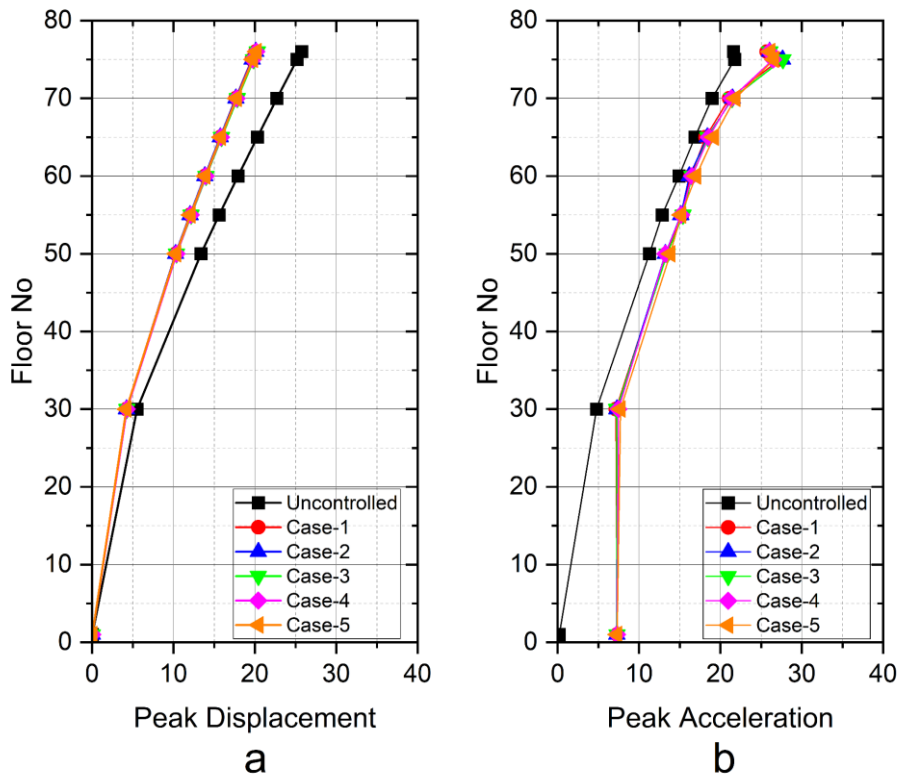 80
70
60
50
40
30
20
10
0
Floor No
Uncontrolled
Case-1
Case-2
Case-3
Case-4
Case-5
0 10 20 30 40
Peak Displacement
a
80
70
60
50
40
30
20
10
0
Floor No
Uncontrolled
Case-1
Case-2
Case-3
Case-4
Case-5
0 10 20 30 40
Peak Acceleration
b